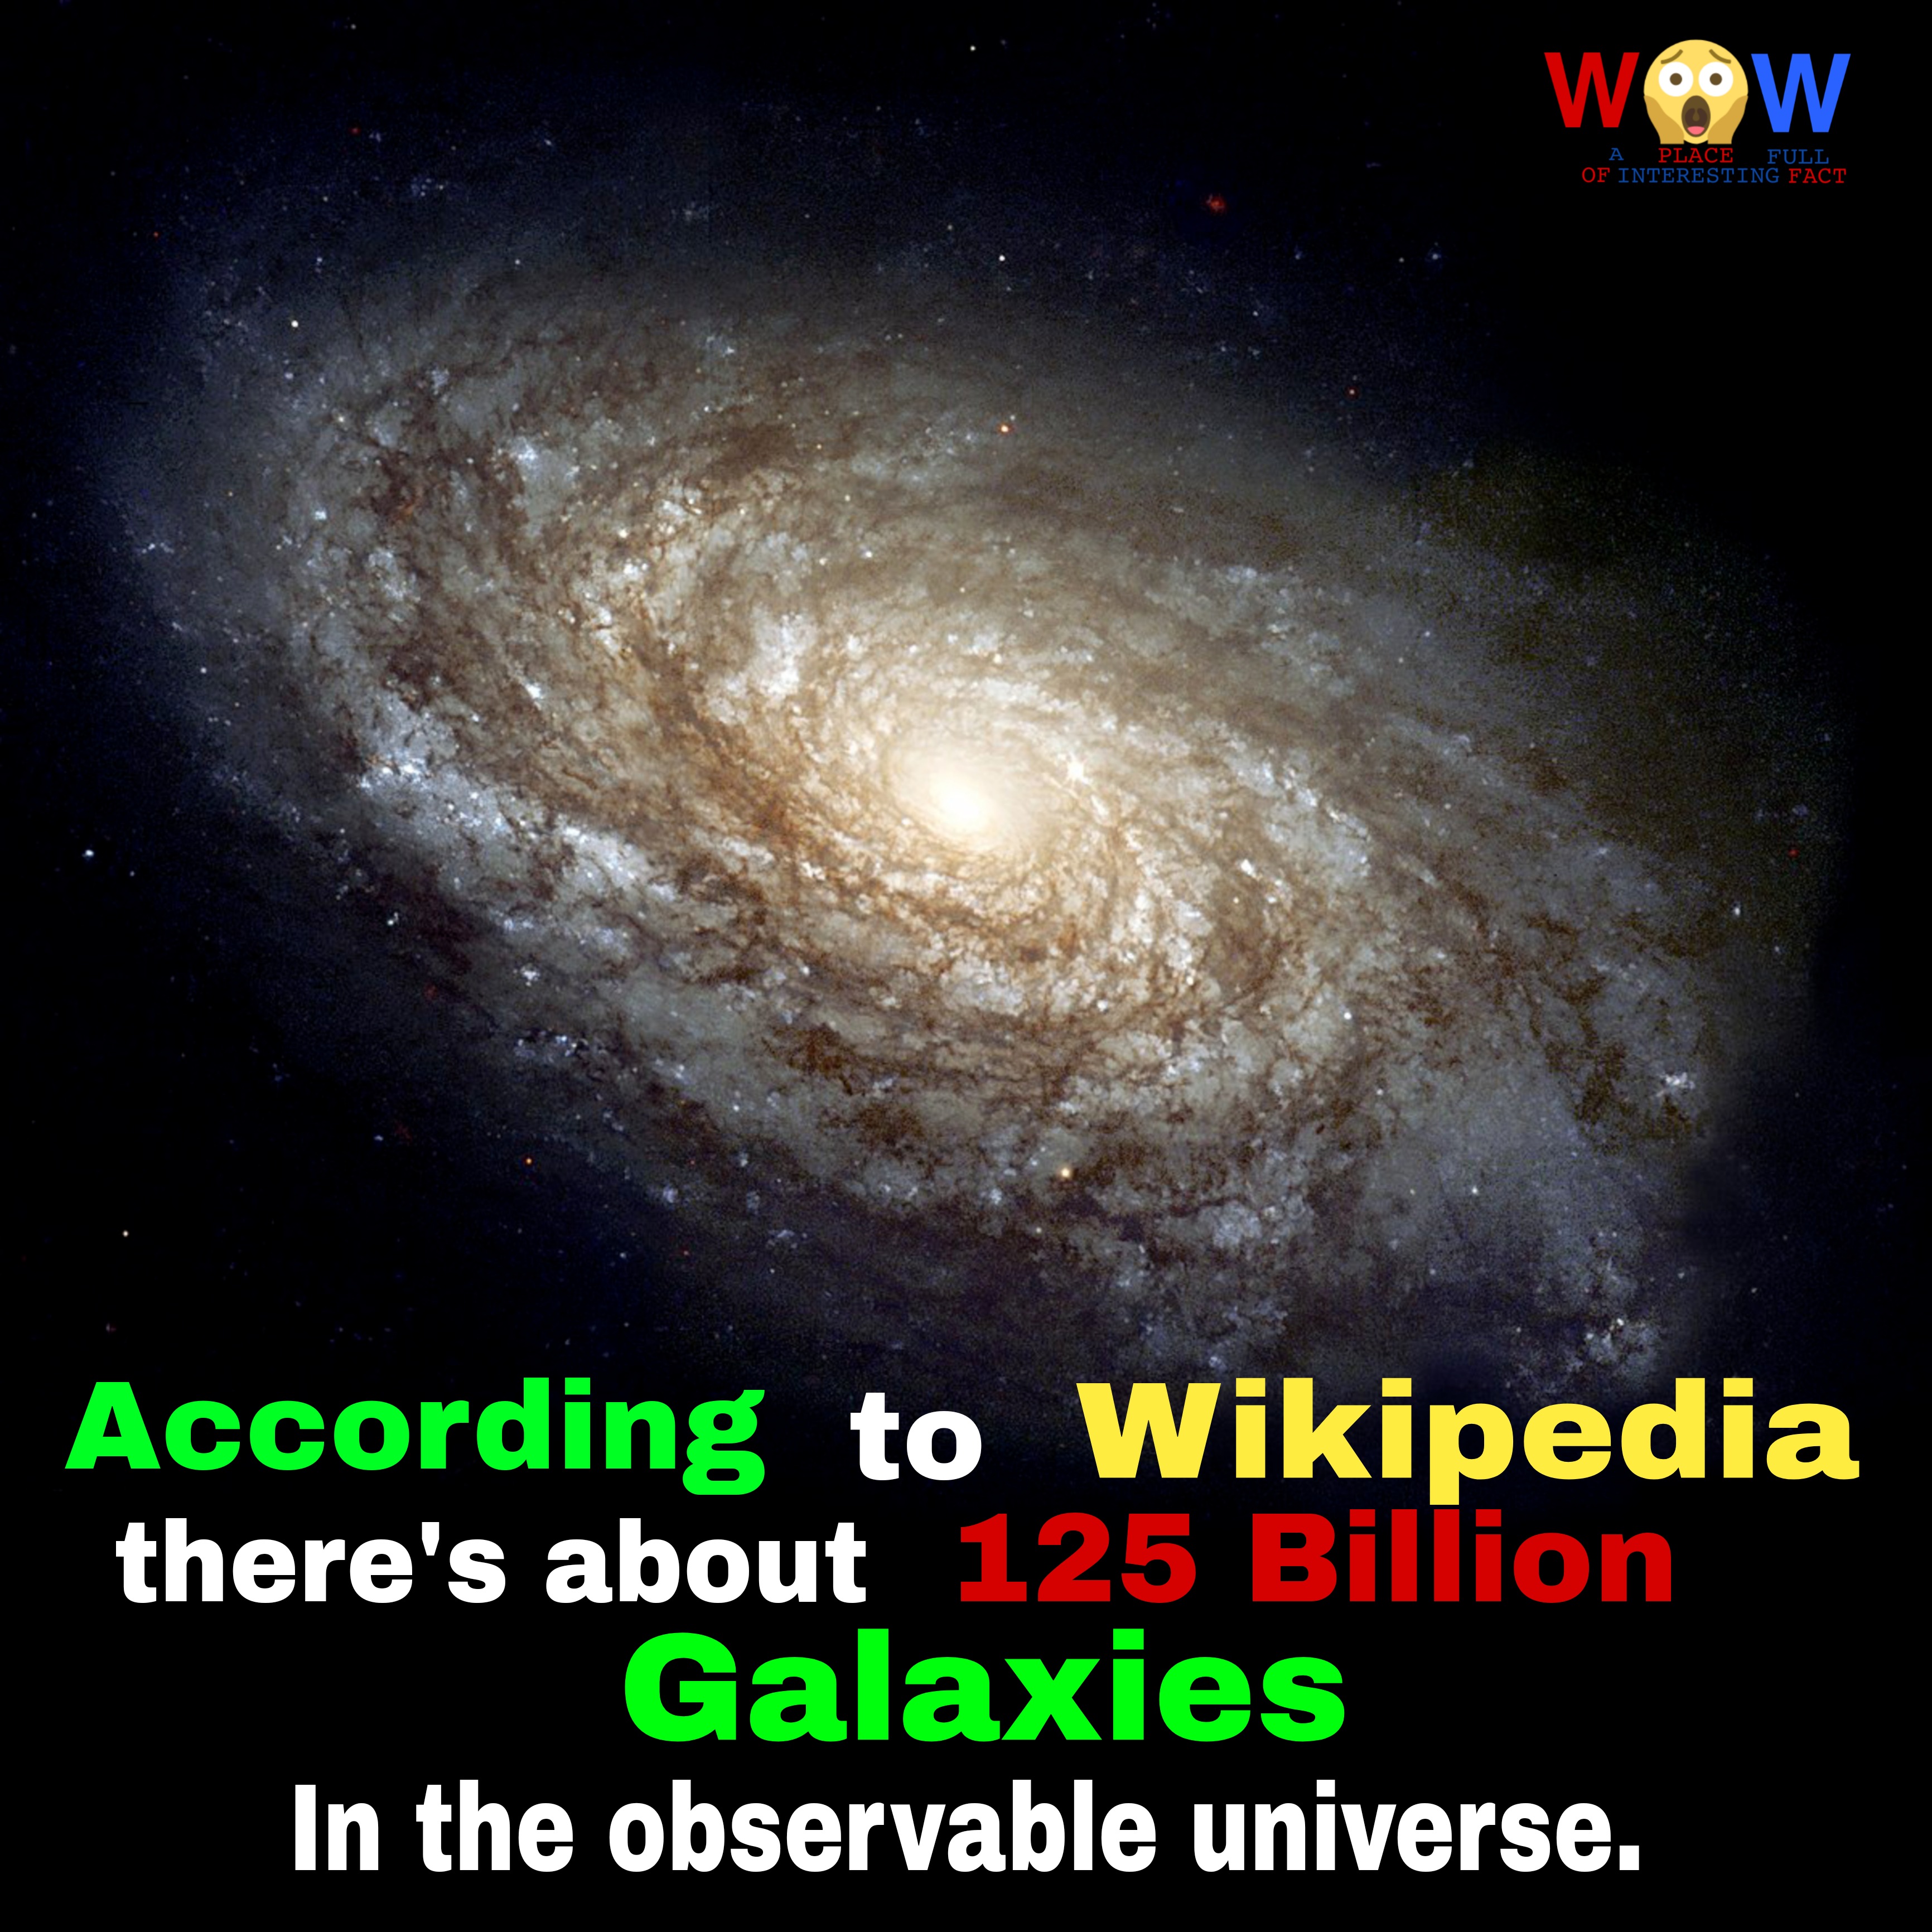 WOW
A PLACE FULL
OF INTERESTING FACT
According to Wikipedia
there's about 125 Billion
Galaxies
In the observable universe.